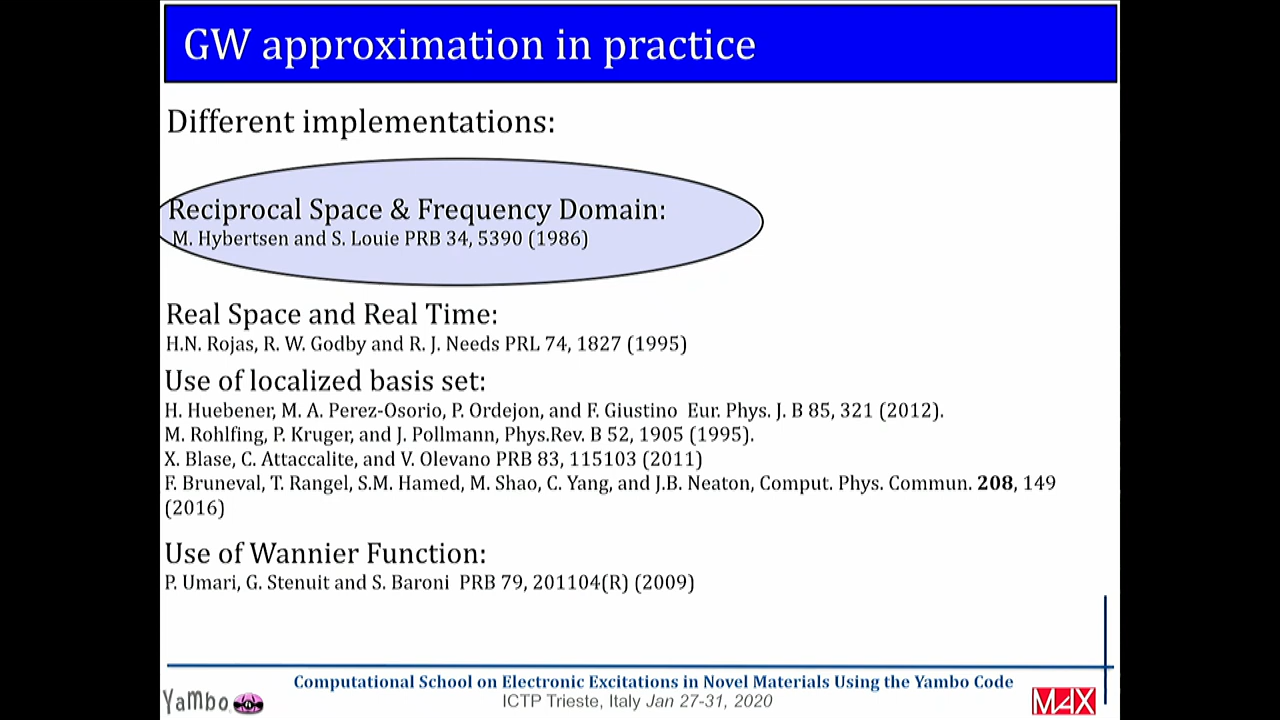 GW approximation in practice
Different implementations:
Reciprocal Space & Frequency Domain:
M. Hybertsen and S. Louie PRB 34, 5390 (1986)
Real Space and Real Time:
H.N. Rojas, R. W. Godby and R. J. Needs PRL 74, 1827 (1995)
Use of localized basis set:
H. Huebener, M. A. Perez-Osorio, P. Ordejon, and F. Giustino Eur. Phys. J. B 85, 321 (2012).
M. Rohlfing, P. Kruger, and J. Pollmann, Phys.Rev. B 52, 1905 (1995).
X. Blase, C. Attaccalite, and V. Olevano PRB 83, 115103 (2011)
F. Bruneval, T. Rangel, S.M. Hamed, M. Shao, C. Yang, and J.B. Neaton, Comput. Phys. Commun. 208, 149
(2016)
Use of Wannier Function:
P. Umari, G. Stenuit and S. Baroni PRB 79, 201104(R) (2009)
Computational School on Electronic Excitations in Novel Materials Using the Yambo Code
ICTP Trieste, Italy Jan 27-31, 2020
Yambo
MAX